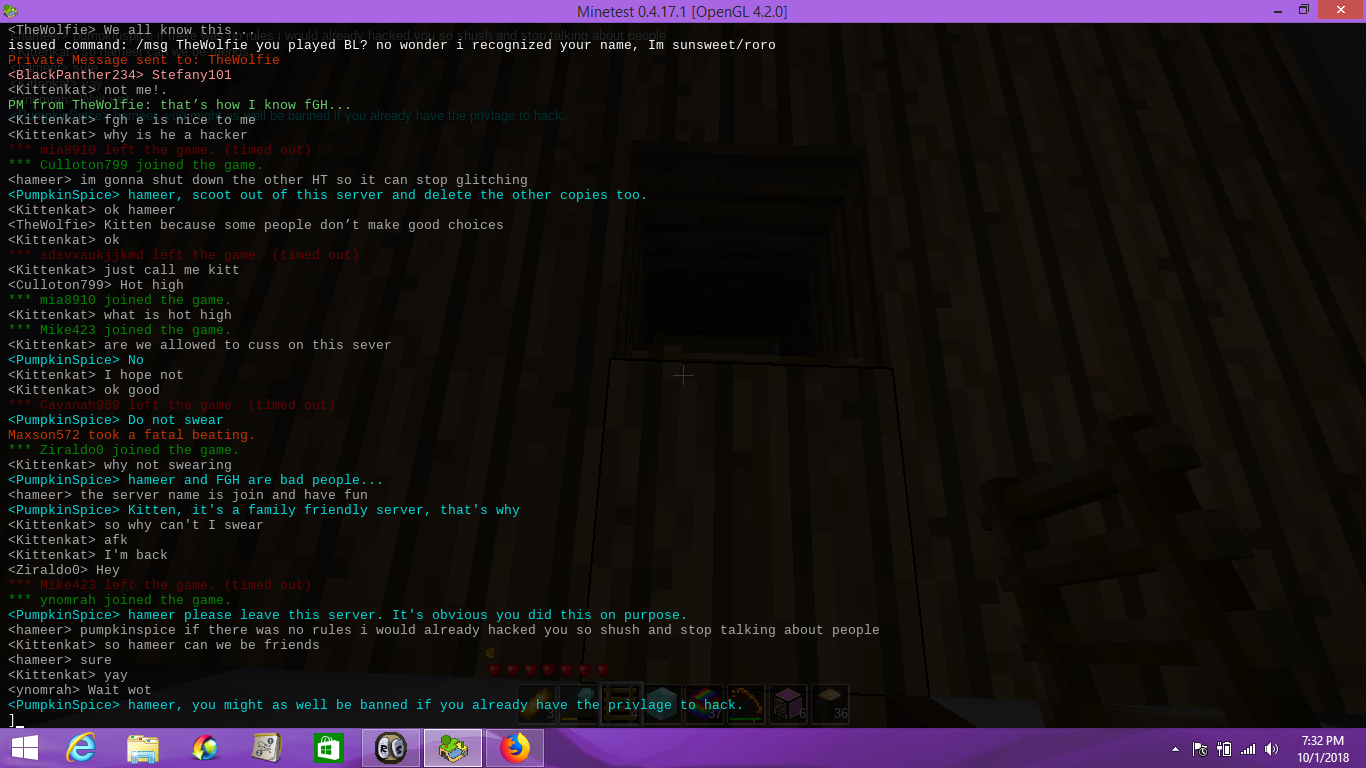 Minetest 0.4.17.1 [OpenGL 4.2.0]
<TheWolfie> We all know this...
issued command: /msg TheWolfie you played BL? no wonder i recognized your name, Im sunsweet/roro
Private Message sent to: TheWolfie
<BlackPanther234> Stefany101
<Kittenkat> not me!.
PM from TheWolfie: that’s how I know fGH...
<Kittenkat> fgh e is nice to me
<Kittenkat> why is he a hacker
*** mia8910 left the game. (timed out)
*** Culloton799 joined the game.
<hameer> im gonna shut down the other HT so it can stop glitching
<PumpkinSpice> hameer, scoot out of this server and delete the other copies too.
<Kittenkat> ok hameer
<TheWolfie> Kitten because some people don’t make good choices
<Kittenkat> ok
*** sdsvxaukjjkmd left the game. (timed out)
<Kittenkat> just call me kitt
<Culloton799> Hot high
*** mia8910 joined the game.
<Kittenkat> what is hot high
*** Mike423 joined the game.
<Kittenkat> are we allowed to cuss on this sever
<PumpkinSpice> No
<Kittenkat> I hope not
<Kittenkat> ok good
*** Cavanah969 left the game. (timed out)
<PumpkinSpice> Do not swear
Maxson572 took a fatal beating.
*** Ziraldo0 joined the game.
<Kittenkat> why not swearing
<PumpkinSpice> hameer and FGH are bad people...
<hameer> the server name is join and have fun
<PumpkinSpice> Kitten, it's a family friendly server, that's why
<Kittenkat> so why can't I swear
<Kittenkat> afk
<Kittenkat> I'm back
<Ziraldo0> Hey
*** Mike423 left the game. (timed out)
*** ynomrah joined the game.
<PumpkinSpice> hameer please leave this server. It's obvious you did this on purpose.
<hameer> pumpkinspice if there was no rules i would already hacked you so shush and stop talking about people
<Kittenkat> so hameer can we be friends
<hameer> sure
<Kittenkat> yay
<ynomrah> Wait wot
<PumpkinSpice> hameer, you might as well be banned if you already have the privlage to hack.
]_
3 4 37 6 36
7:32 PM
10/1/2018